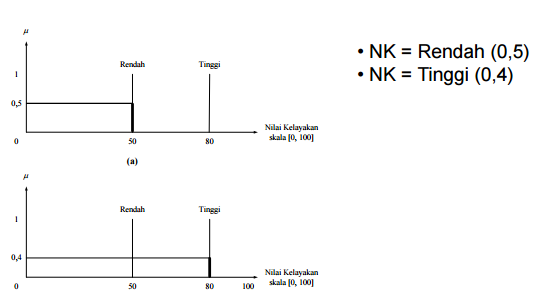 μ
Rendah Tinggi
1
0,5
Nilai Kelayakan
skala [0, 100]
0 50 80
(a)
μ
Rendah Tinggi
1
0,4
Nilai Kelayakan
skala [0, 100]
0 50 80 100
• NK = Rendah (0,5)
• NK = Tinggi (0,4)